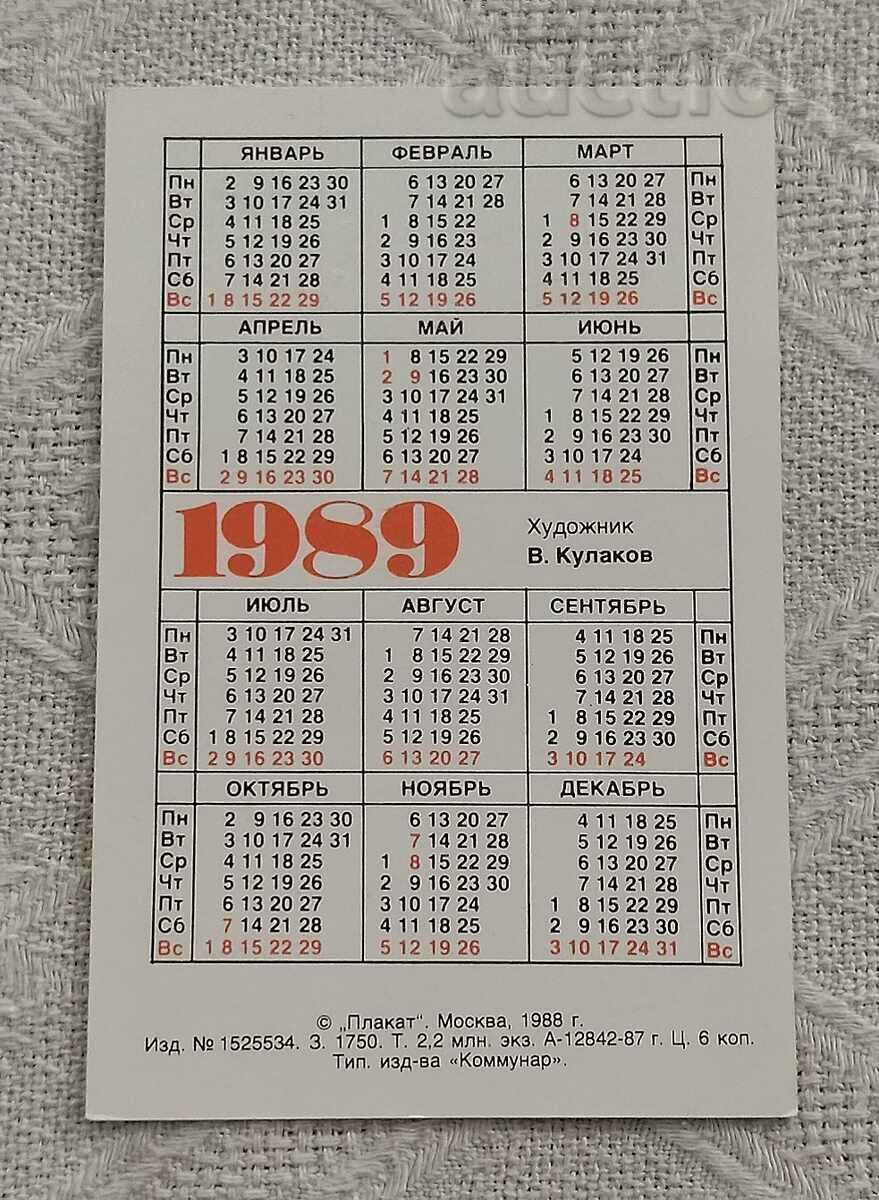 auction
ЯНВАРЬ ФЕВРАЛЬ МАРТ
Пн 2 9 16 23 30 6 13 20 27 6 13 20 27 Пн
Вт 3 10 17 24 31 7 14 21 28 7 14 21 28 Вт
Ср 4 11 18 25 1 8 15 22 1 8 15 22 29 Ср
Чт 5 12 19 26 2 9 16 23 2 9 16 23 30 Чт
Пт 6 13 20 27 3 10 17 24 3 10 17 24 31 Пт
Сб 7 14 21 28 4 11 18 25 4 11 18 25 Сб
Вс 1 8 15 22 29 5 12 19 26 5 12 19 26 Вс
АПРЕЛЬ МАЙ ИЮНЬ
Пн 3 10 17 24 1 8 15 22 29 5 12 19 26 Пн
Вт 4 11 18 25 2 9 16 23 30 6 13 20 27 Вт
Ср 5 12 19 26 3 10 17 24 31 7 14 21 28 Ср
Чт 6 13 20 27 4 11 18 25 1 8 15 22 29 Чт
Пт 7 14 21 28 5 12 19 26 2 9 16 23 30 Пт
Сб 1 8 15 22 29 6 13 20 27 3 10 17 24 Сб
Вс 2 9 16 23 30 7 14 21 28 4 11 18 25 Вс
1989
Художник
В. Кулаков
ИЮЛЬ АВГУСТ СЕНТЯБРЬ
Пн 3 10 17 24 31 7 14 21 28 4 11 18 25 Пн
Вт 4 11 18 25 1 8 15 22 29 5 12 19 26 Вт
Ср 5 12 19 26 2 9 16 23 30 6 13 20 27 Ср
Чт 6 13 20 27 3 10 17 24 31 7 14 21 28 Чт
Пт 7 14 21 28 4 11 18 25 1 8 15 22 29 Пт
Сб 1 8 15 22 29 5 12 19 26 2 9 16 23 30 Сб
Вс 2 9 16 23 30 6 13 20 27 3 10 17 24 Вс
ОКТЯБРЬ НОЯБРЬ ДЕКАБРЬ
Пн 2 9 16 23 30 6 13 20 27 4 11 18 25 Пн
Вт 3 10 17 24 31 7 14 21 28 5 12 19 26 Вт
Ср 4 11 18 25 1 8 15 22 29 6 13 20 27 Ср
Чт 5 12 19 26 2 9 16 23 30 7 14 21 28 Чт
Пт 6 13 20 27 3 10 17 24 1 8 15 22 29 Пт
Сб 7 14 21 28 4 11 18 25 2 9 16 23 30 Сб
Вс 1 8 15 22 29 5 12 19 26 3 10 17 24 31 Вс
© „Плакат“. Москва, 1988 г.
Изд. № 1525534. З. 1750. Т. 2,2 млн. экз. А-12842-87 г. Ц. 6 коп.
Тип. изд-ва «Коммунар».